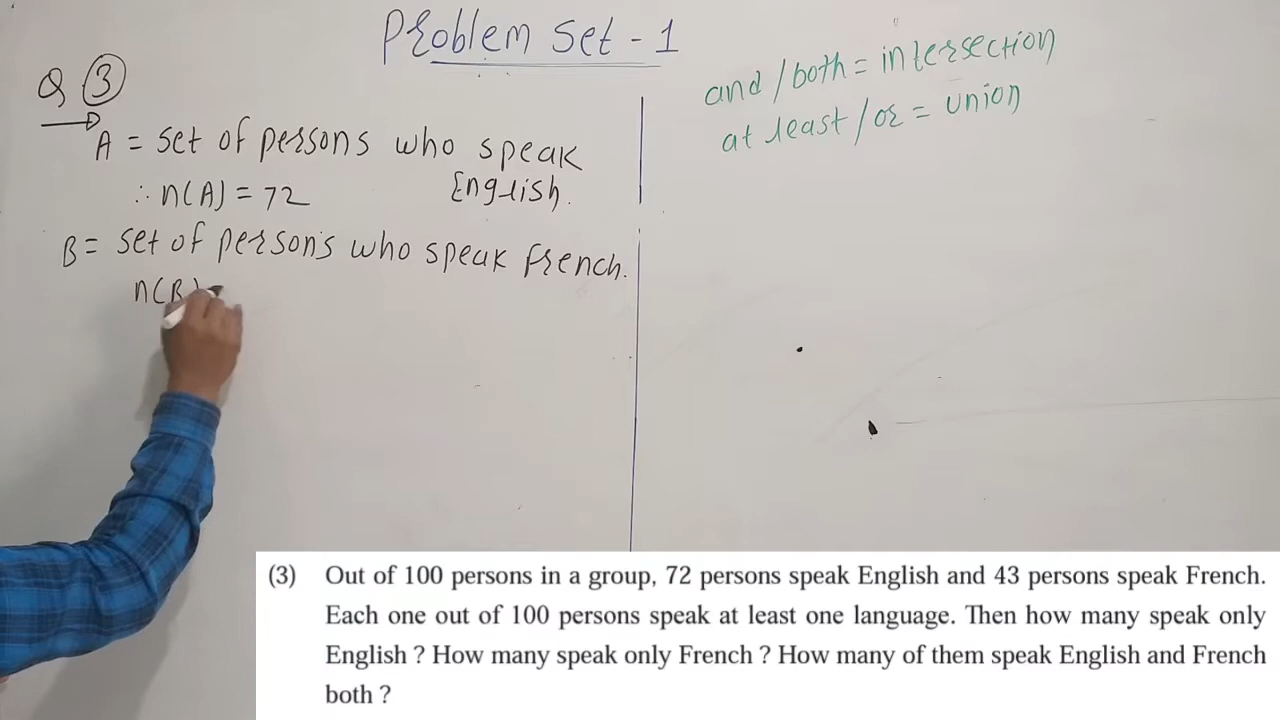 Problem Set - 1
Q 3
A = set of persons who speak
English.
∴ n(A) = 72
B = set of persons who speak French.
n(B)
and / both = intersection
at least / or = union
(3) Out of 100 persons in a group, 72 persons speak English and 43 persons speak French.
Each one out of 100 persons speak at least one language. Then how many speak only
English ? How many speak only French ? How many of them speak English and French
both ?